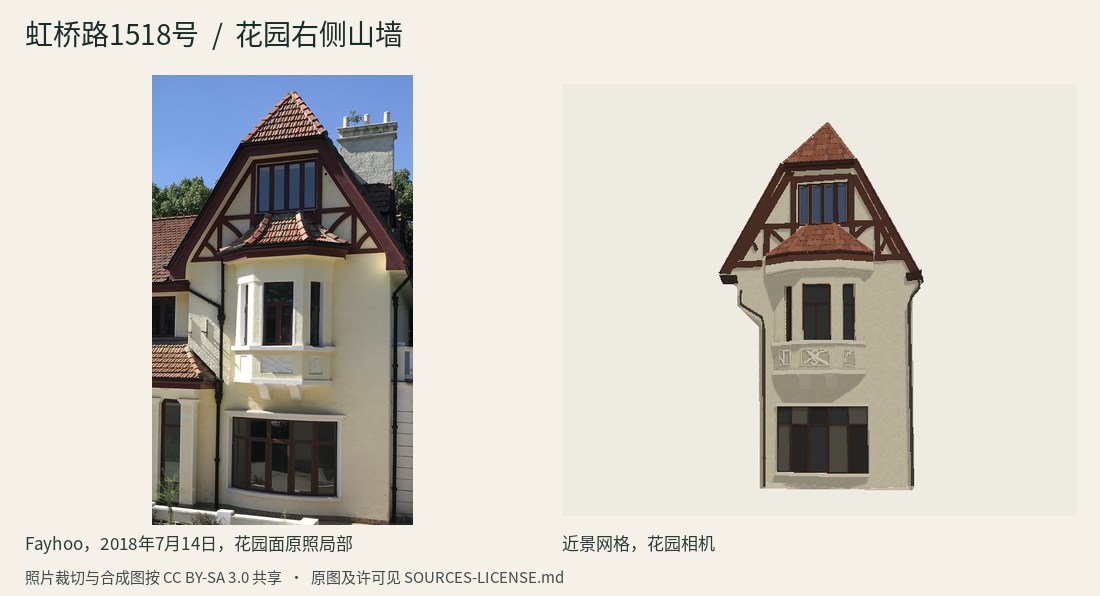 虹桥路1518号 / 花园右侧山墙
Fayhoo，2018年7月14日，花园面原照局部
近景网格，花园相机
照片裁切与合成图按 CC BY-SA 3.0 共享 · 原图及许可见 SOURCES-LICENSE.md